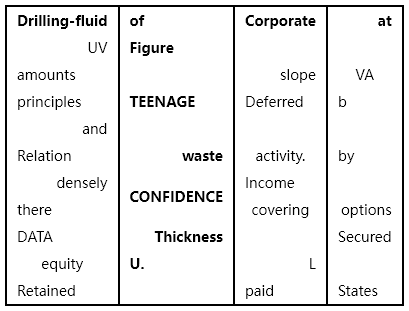 Drilling-fluid
UV
amounts
principles
and
Relation
densely
there
DATA
equity
Retained
of
Figure
TEENAGE
waste
CONFIDENCE
Thickness
U.
Corporate
slope
Deferred
activity.
Income
covering
L
paid
at
VA
b
by
options
Secured
States